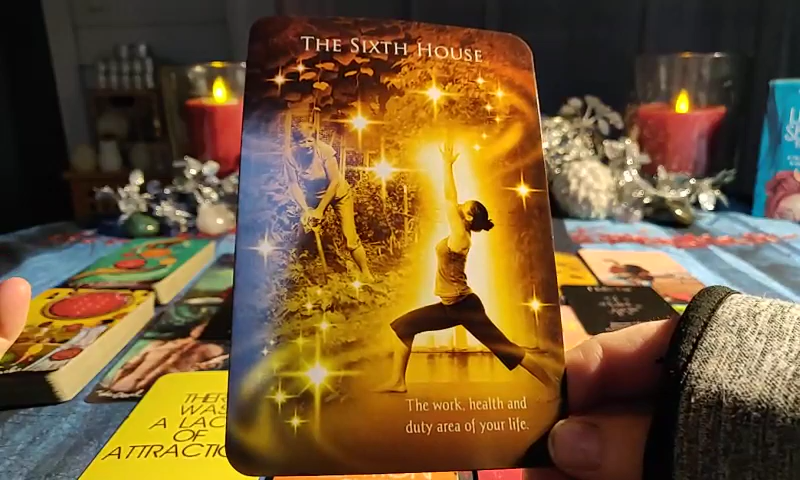 THE SIXTH HOUSE
The work, health and
duty area of your life.
THERE
WAS
A LACK
OF
ATTRACTION